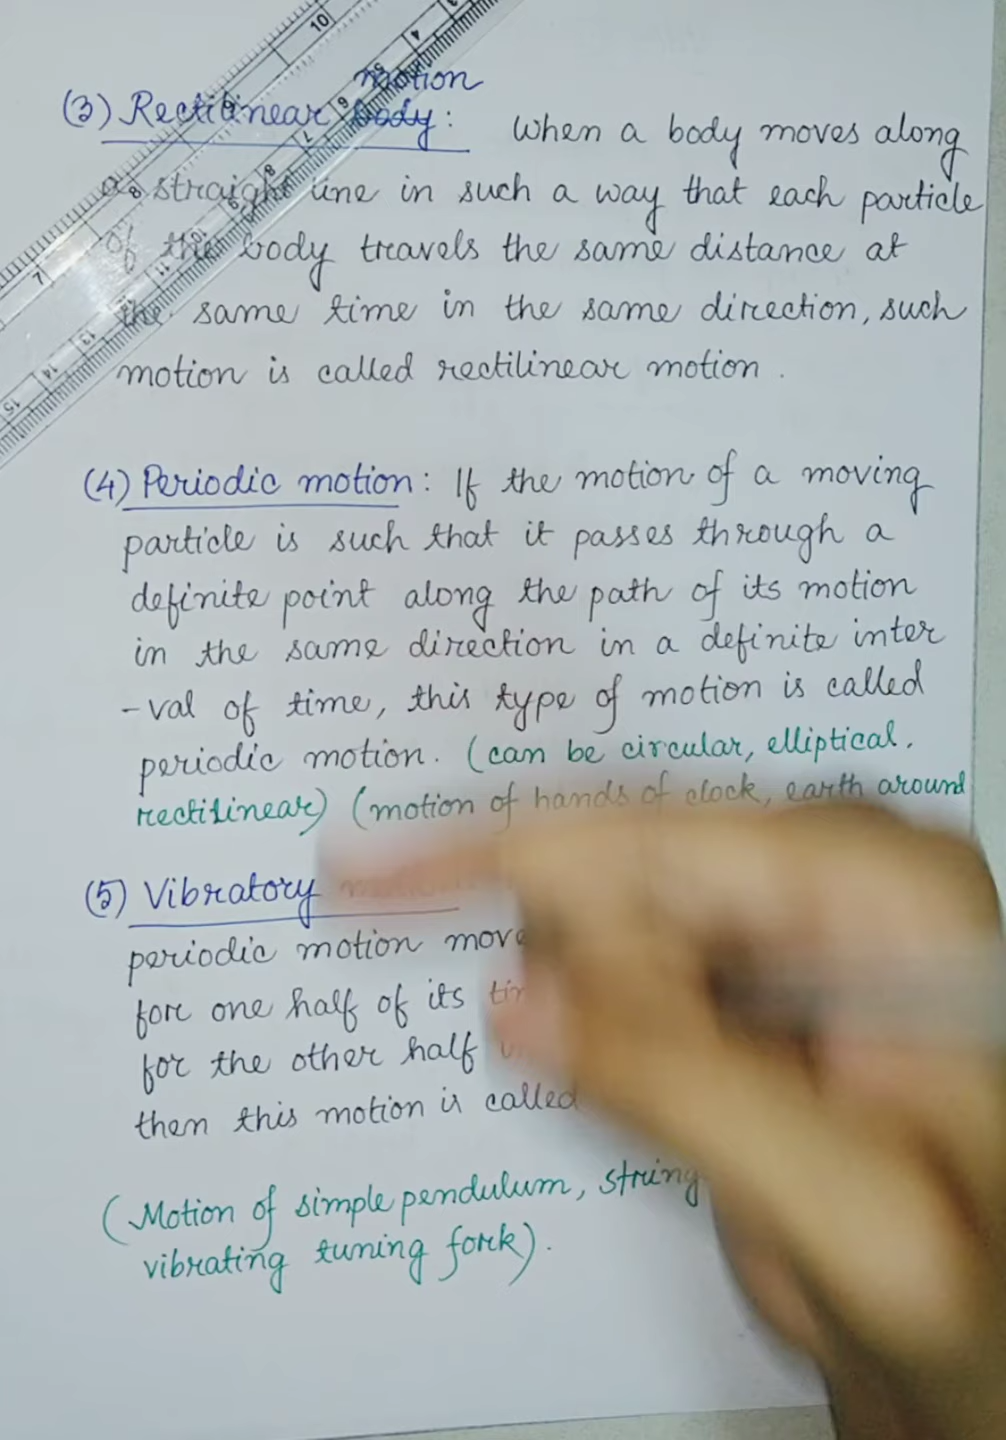 motion
(3) Rectilinear body: When a body moves along
a straight line in such a way that each particle
of the body travels the same distance at
the same time in the same direction, such
motion is called rectilinear motion.
(4) Periodic motion: If the motion of a moving
particle is such that it passes through a
definite point along the path of its motion
in the same direction in a definite inter
-val of time, this type of motion is called
periodic motion. (can be circular, elliptical,
rectilinear) (motion of hands of clock, earth around
(5) Vibratory
periodic motion
for one half of its
for the other half
then this motion is called
(Motion of simple pendulum, string
vibrating tuning fork).